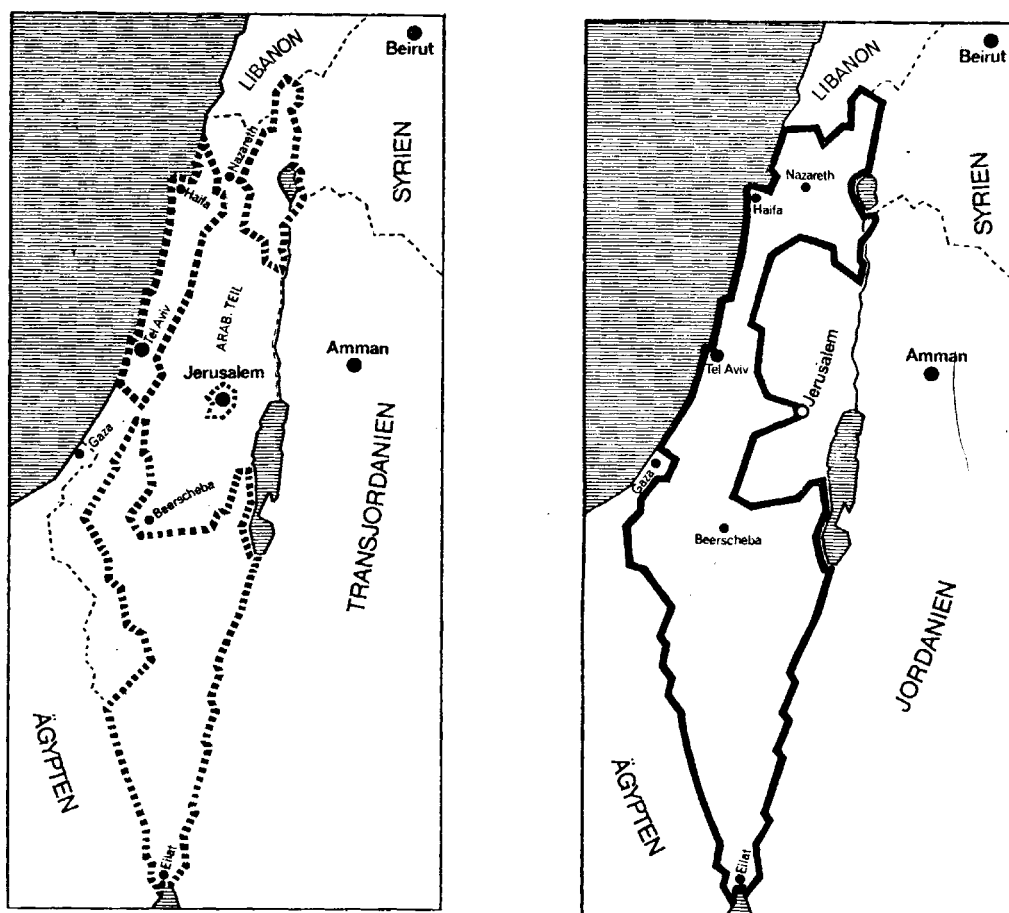 Beirut
LIBANON
SYRIEN
Nazareth
Haifa
ARAB. TEIL
Tel Aviv
Amman
Jerusalem
Gaza
Beerscheba
TRANSJORDANIEN
ÄGYPTEN
Eilat
Beirut
LIBANON
SYRIEN
Nazareth
Haifa
Tel Aviv
Amman
Jerusalem
Gaza
Beerscheba
JORDANIEN
ÄGYPTEN
Eilat